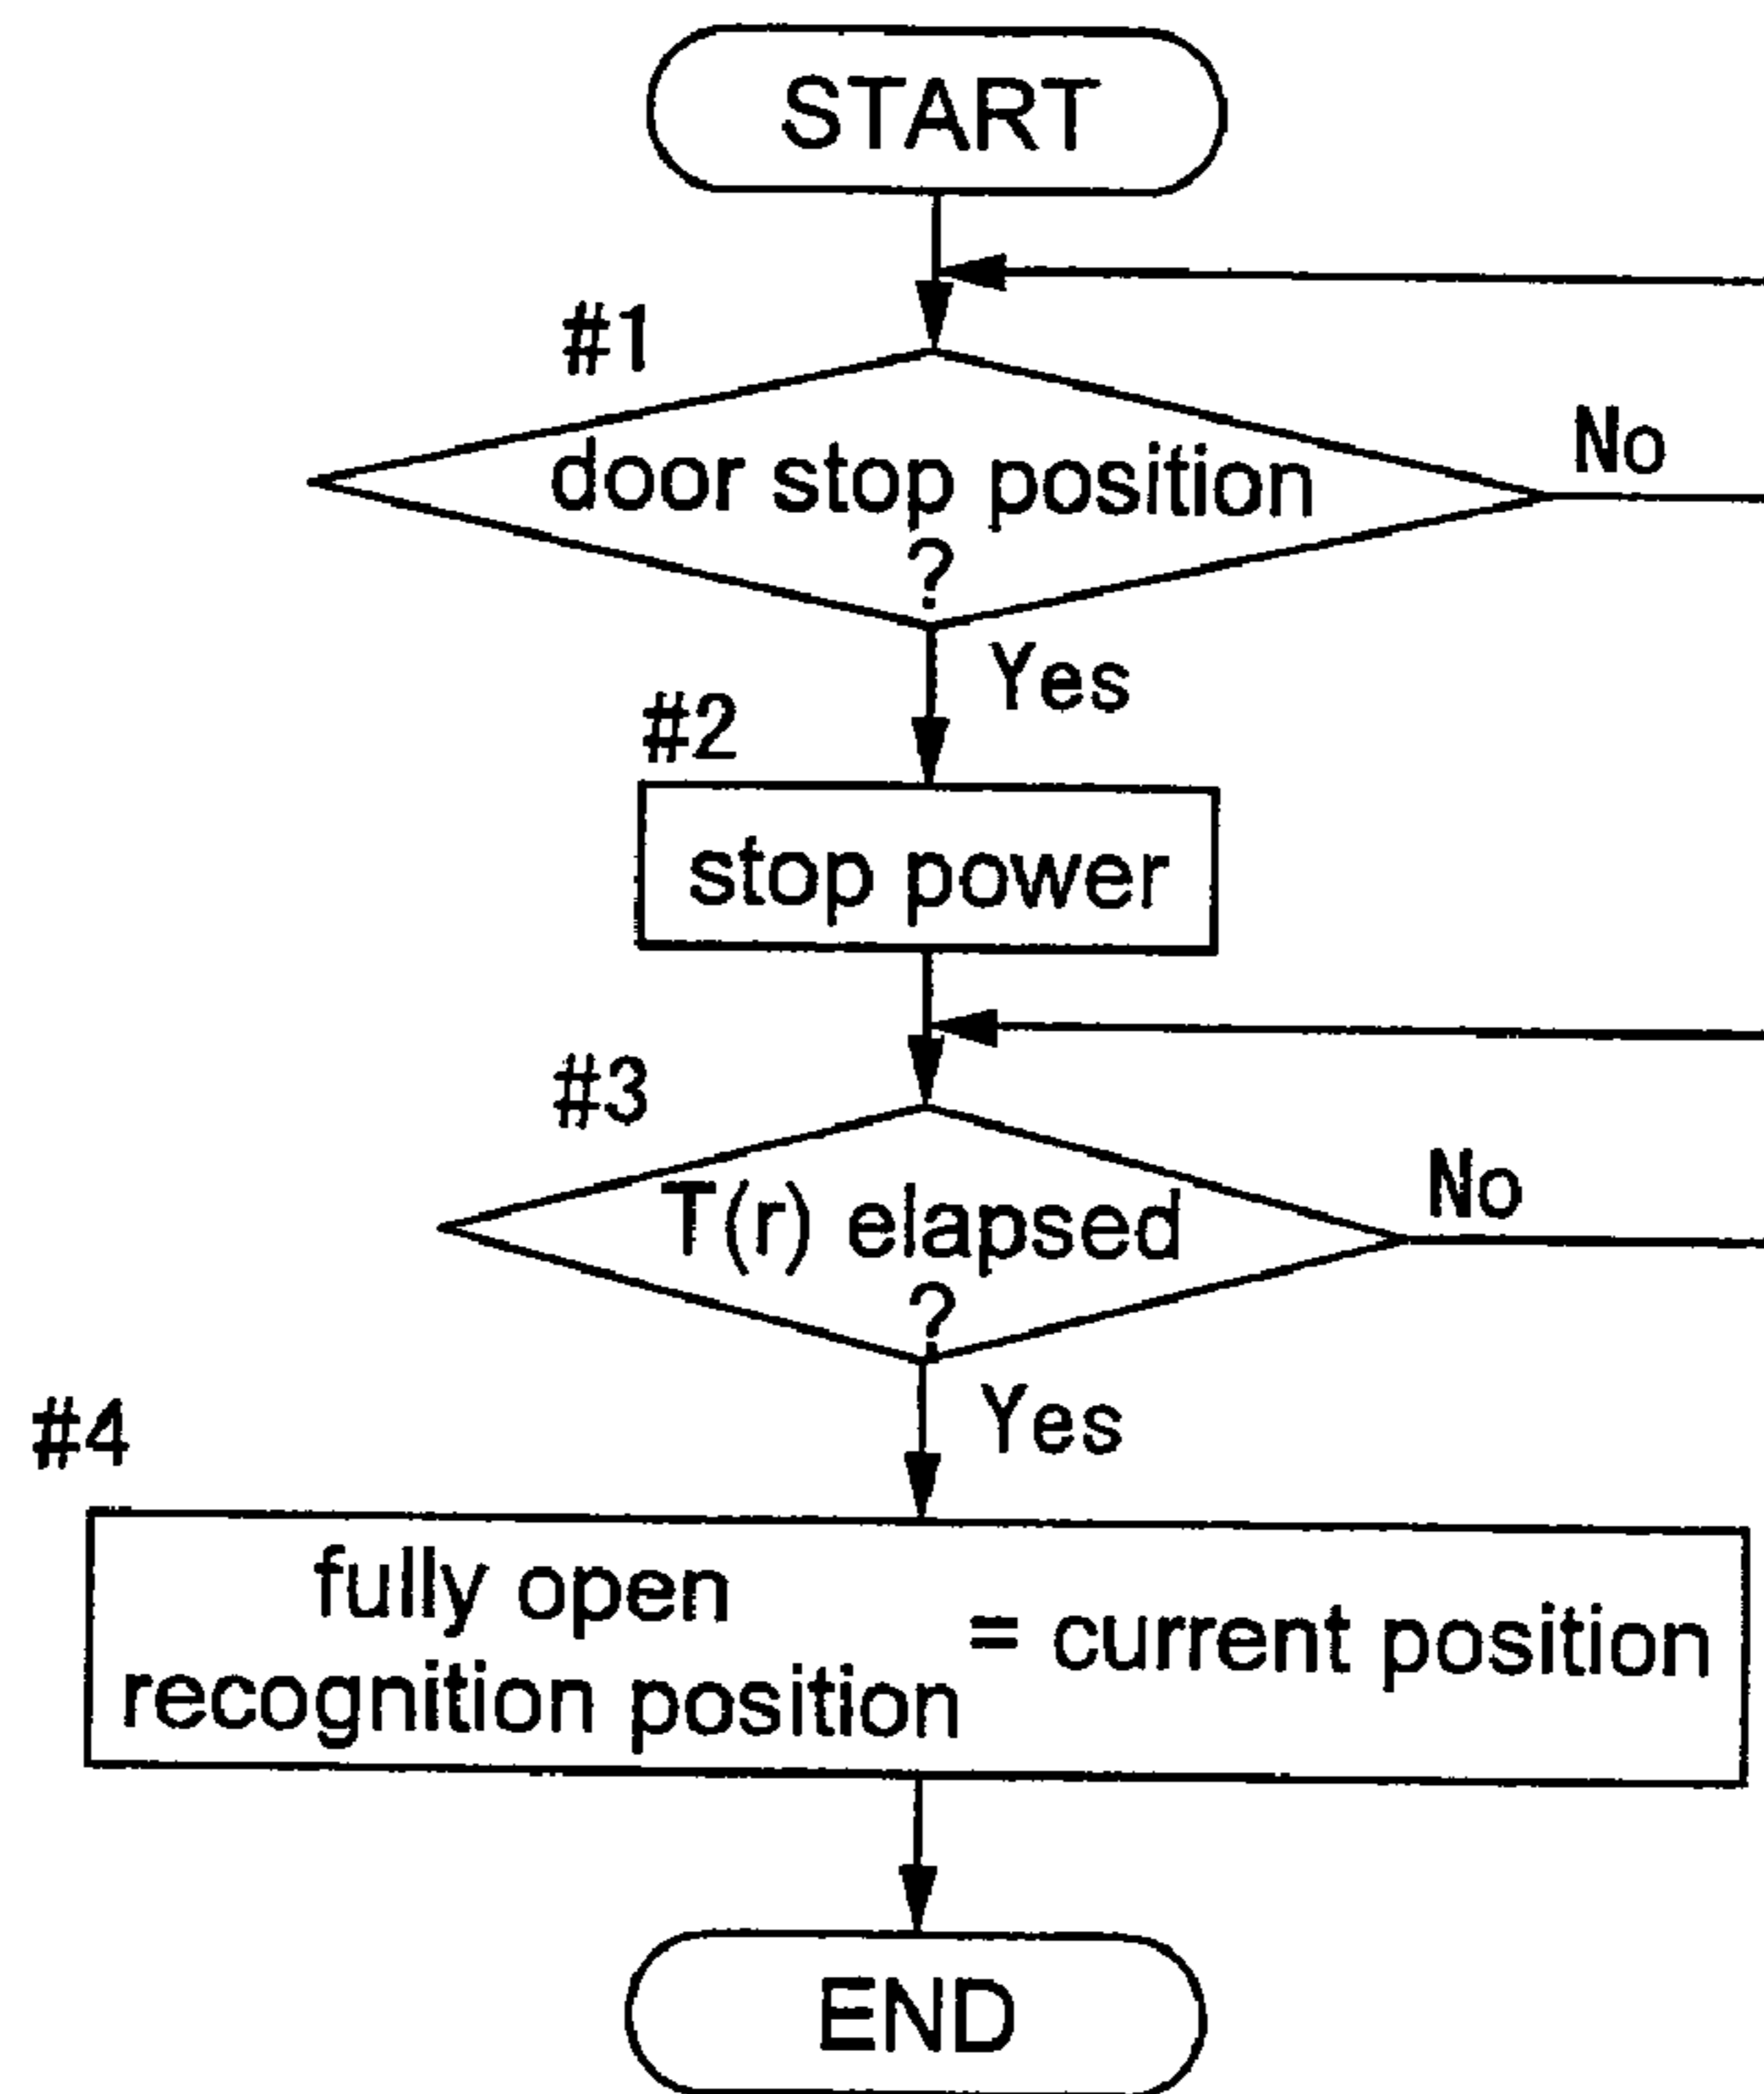 START
#1
door stop position
?
No
Yes
#2
stop power
#3
T(r) elapsed
?
No
Yes
#4
fully open
recognition position
= current position
END